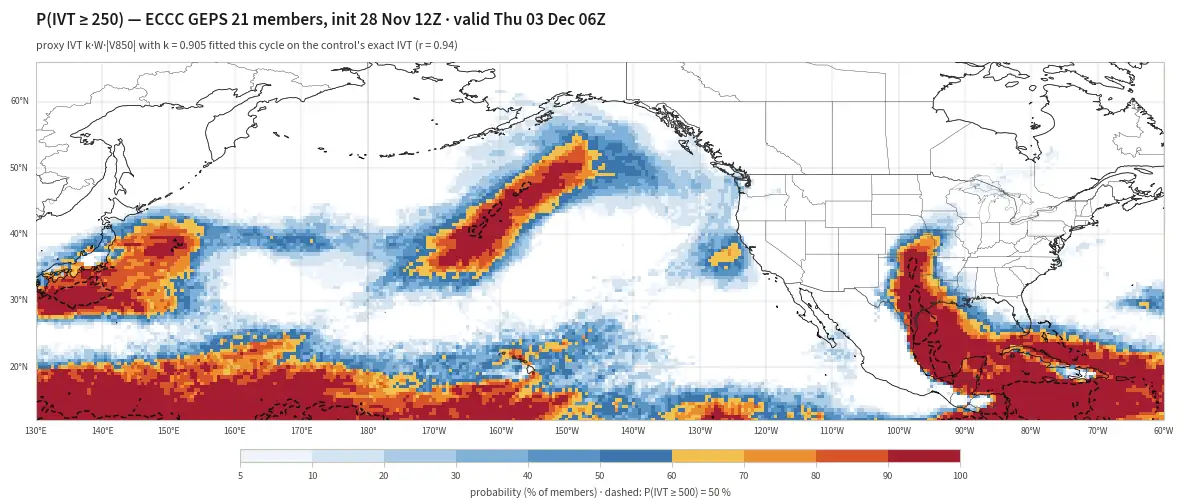 P(IVT ≥ 250) — ECCC GEPS 21 members, init 28 Nov 12Z · valid Thu 03 Dec 06Z
proxy IVT k·W·|V850| with k = 0.905 fitted this cycle on the control's exact IVT (r = 0.94)
60°N
50°N
40°N
30°N
20°N
130°E 140°E 150°E 160°E 170°E 180° 170°W 160°W 150°W 140°W 130°W 120°W 110°W 100°W 90°W 80°W 70°W 60°W
5 10 20 30 40 50 60 70 80 90 100
probability (% of members) · dashed: P(IVT ≥ 500) = 50 %